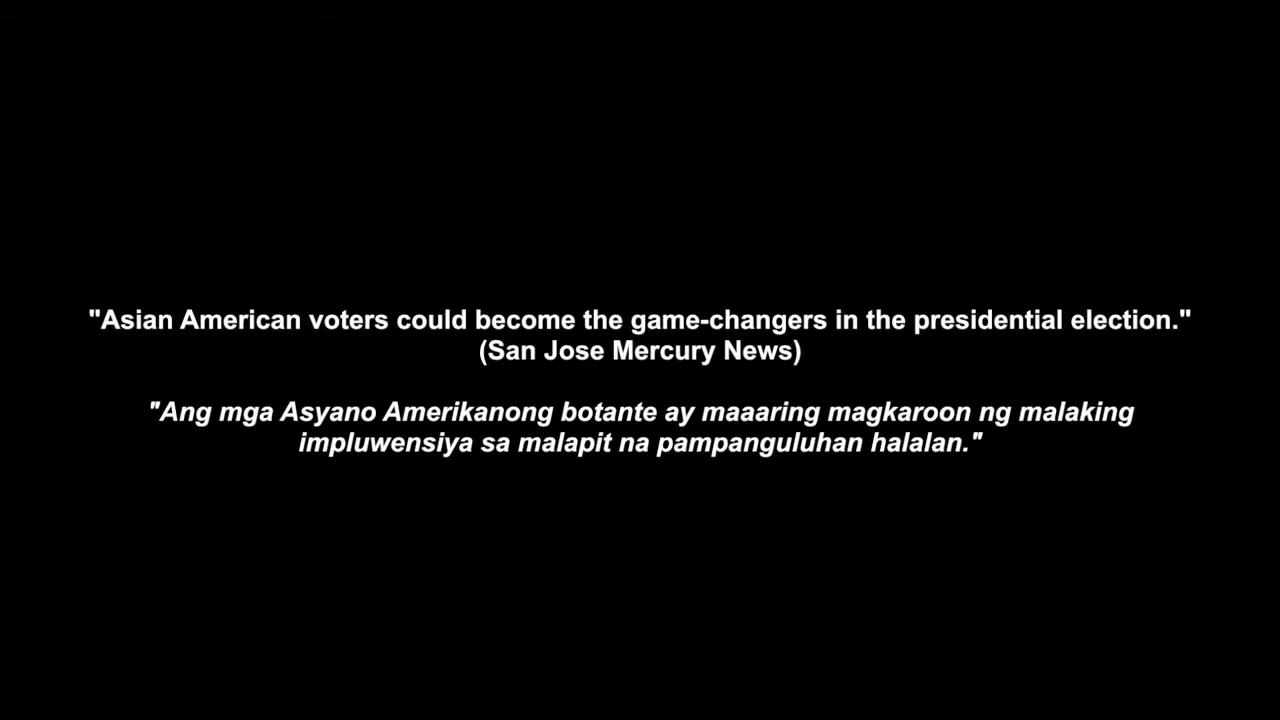 "Asian American voters could become the game-changers in the presidential election."
(San Jose Mercury News)
"Ang mga Asyano Amerikanong botante ay maaaring magkaroon ng malaking
impluwensiya sa malapit na pampanguluhan halalan."